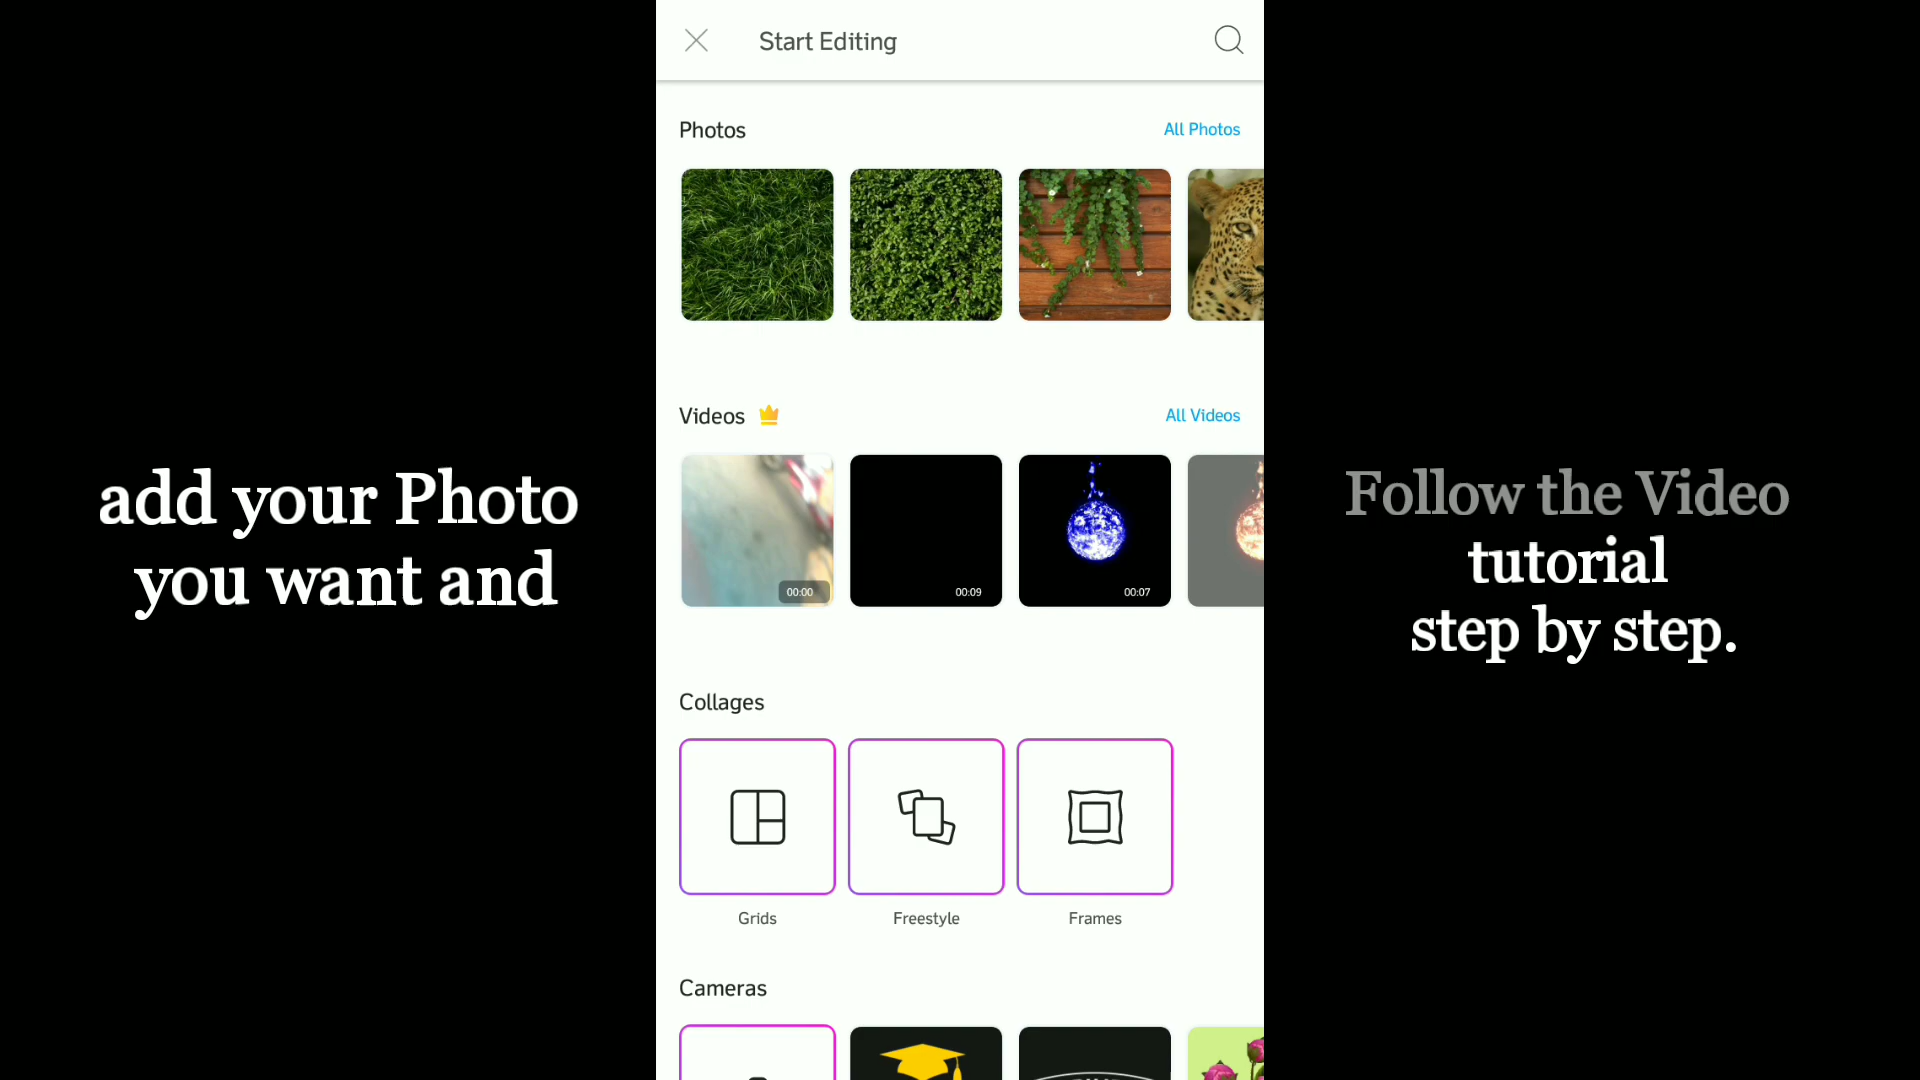 add your Photo
you want and
Start Editing
Photos
All Photos
Videos
All Videos
00:00
00:09
00:07
Collages
Grids
Freestyle
Frames
Cameras
Follow the Video
tutorial
step by step.